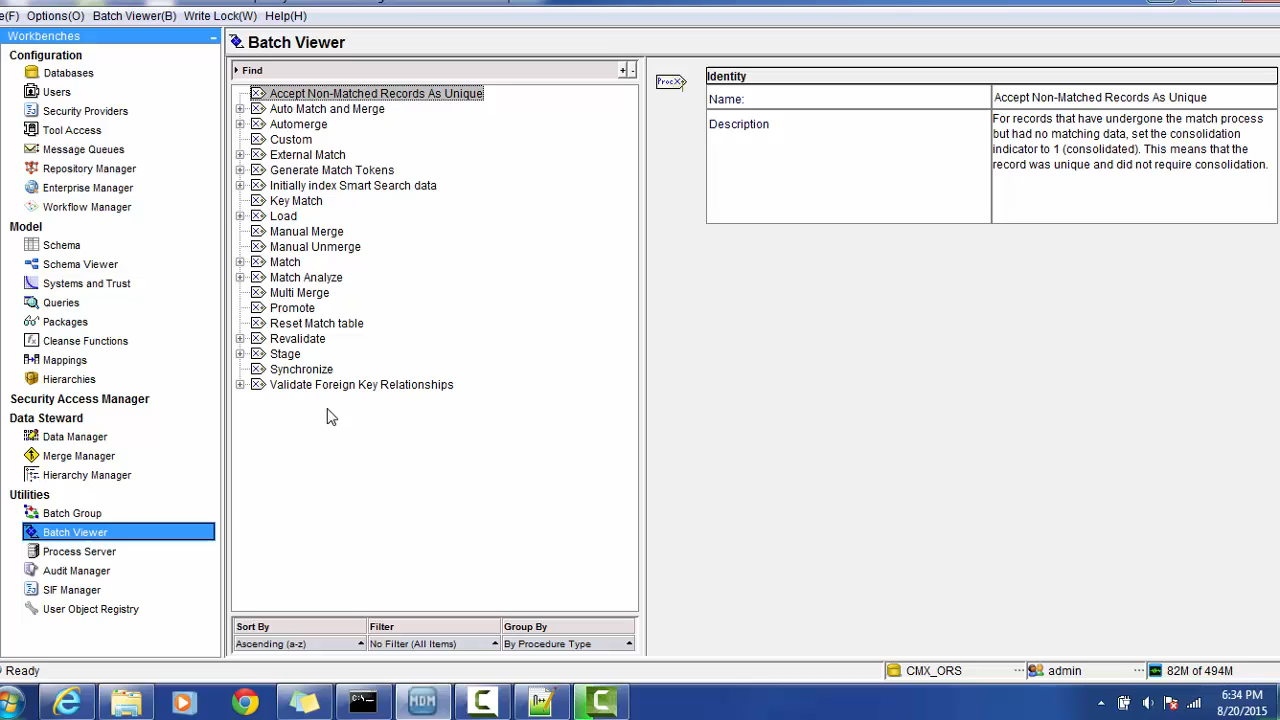 e(F) Options(O) Batch Viewer(B) Write Lock(W) Help(H)
Workbenches
Configuration
Databases
Users
Security Providers
Tool Access
Message Queues
Repository Manager
Enterprise Manager
Workflow Manager
Model
Schema
Schema Viewer
Systems and Trust
Queries
Packages
Cleanse Functions
Mappings
Hierarchies
Security Access Manager
Data Steward
Data Manager
Merge Manager
Hierarchy Manager
Utilities
Batch Group
Batch Viewer
Process Server
Audit Manager
SIF Manager
User Object Registry
Batch Viewer
Find
Accept Non-Matched Records As Unique
Auto Match and Merge
Automerge
Custom
External Match
Generate Match Tokens
Initially index Smart Search data
Key Match
Load
Manual Merge
Manual Unmerge
Match
Match Analyze
Multi Merge
Promote
Reset Match table
Revalidate
Stage
Synchronize
Validate Foreign Key Relationships
Sort By Filter Group By
Ascending (a-z) No Filter (All Items) By Procedure Type
Proc
Identity
Name: Accept Non-Matched Records As Unique
Description For records that have undergone the match process
but had no matching data, set the consolidation
indicator to 1 (consolidated). This means that the
record was unique and did not require consolidation.
Ready CMX_ORS admin 82M of 494M
MDM
6:34 PM
8/20/2015